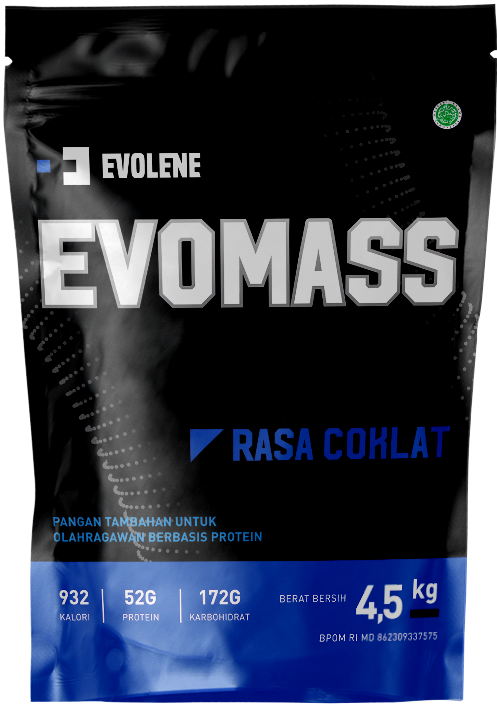 EVOLENE
EVOMASS
RASA COKLAT
PANGAN TAMBAHAN UNTUK
OLAHRAGAWAN BERBASIS PROTEIN
932
KALORI
52G
PROTEIN
172G
KARBOHIDRAT
BERAT BERSIH 4,5 kg
BPOM RI MD 862309337575